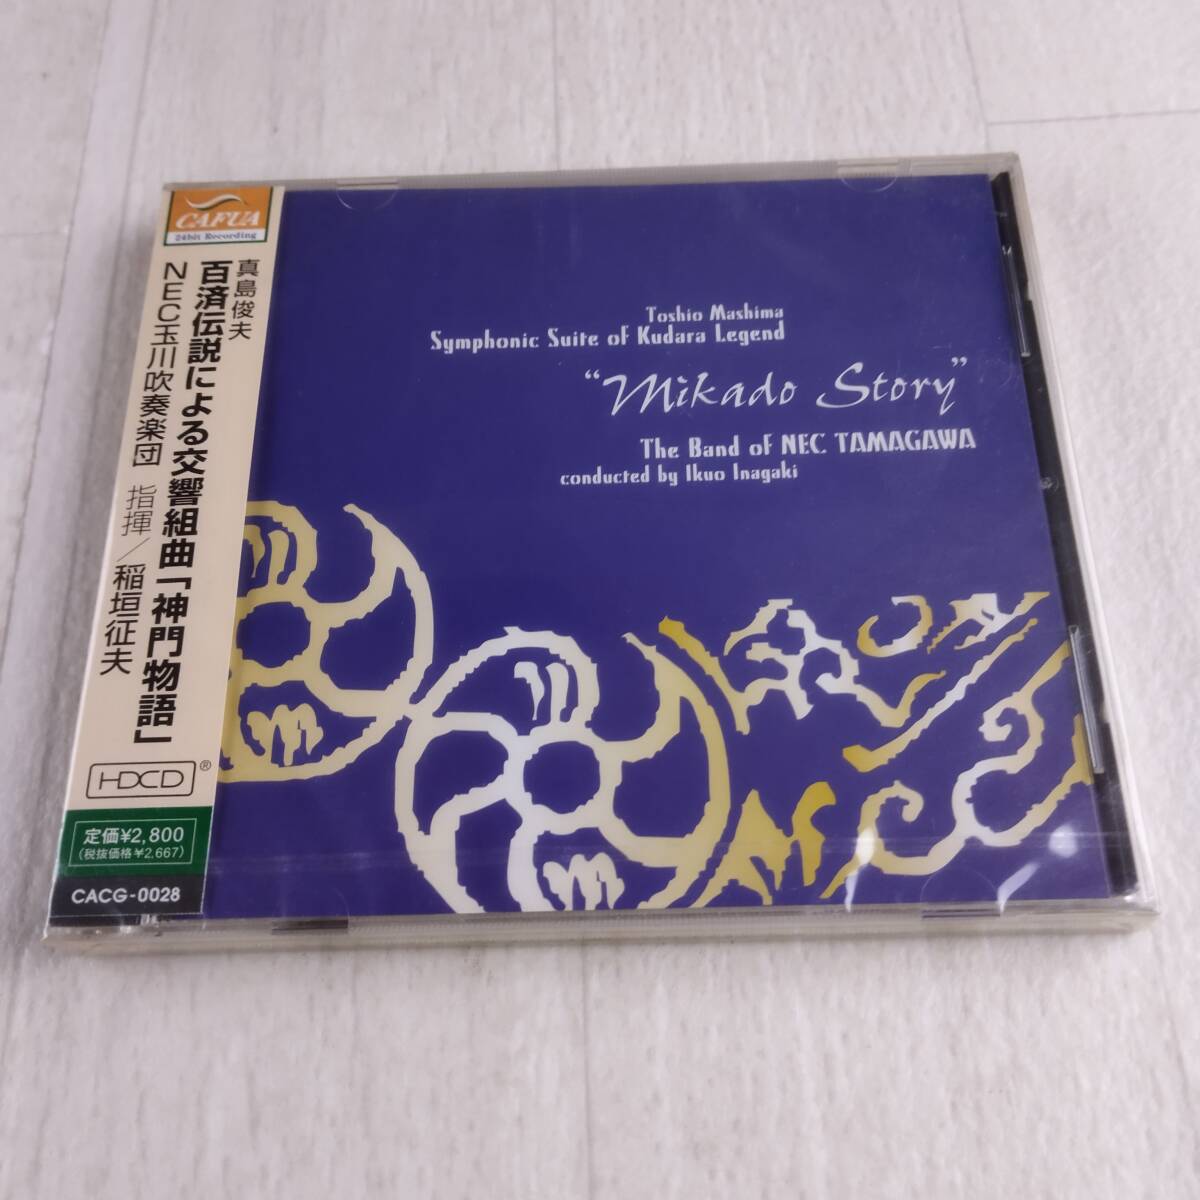 CAFUA
24bit Recording
真島俊夫
百済伝説による交響組曲「神門物語」
NEC玉川吹奏楽団 指揮／稲垣征夫
HDCD®
定価¥2,800
(税抜価格¥2,667)
CACG-0028
Toshio Mashima
Symphonic Suite of Kudara Legend
“Mikado Story”
The Band of NEC TAMAGAWA
conducted by Ikuo Inagaki